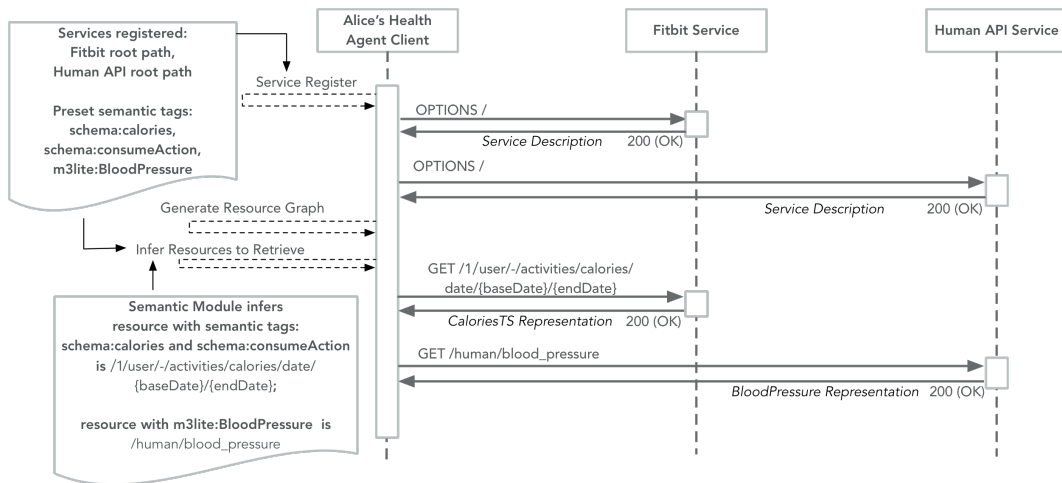 Services registered:
Fitbit root path,
Human API root path
Preset semantic tags:
schema:calories,
schema:consumeAction,
m3lite:BloodPressure
Alice's Health
Agent Client
Fitbit Service
Human API Service
Service Register
OPTIONS /
Service Description 200 (OK)
OPTIONS /
Service Description 200 (OK)
Generate Resource Graph
Infer Resources to Retrieve
GET /1/user/-/activities/calories/
date/{baseDate}/{endDate}
CaloriesTS Representation 200 (OK)
GET /human/blood_pressure
BloodPressure Representation 200 (OK)
Semantic Module infers
resource with semantic tags:
schema:calories and schema:consumeAction
is /1/user/-/activities/calories/date/
{baseDate}/{endDate};
resource with m3lite:BloodPressure is
/human/blood_pressure